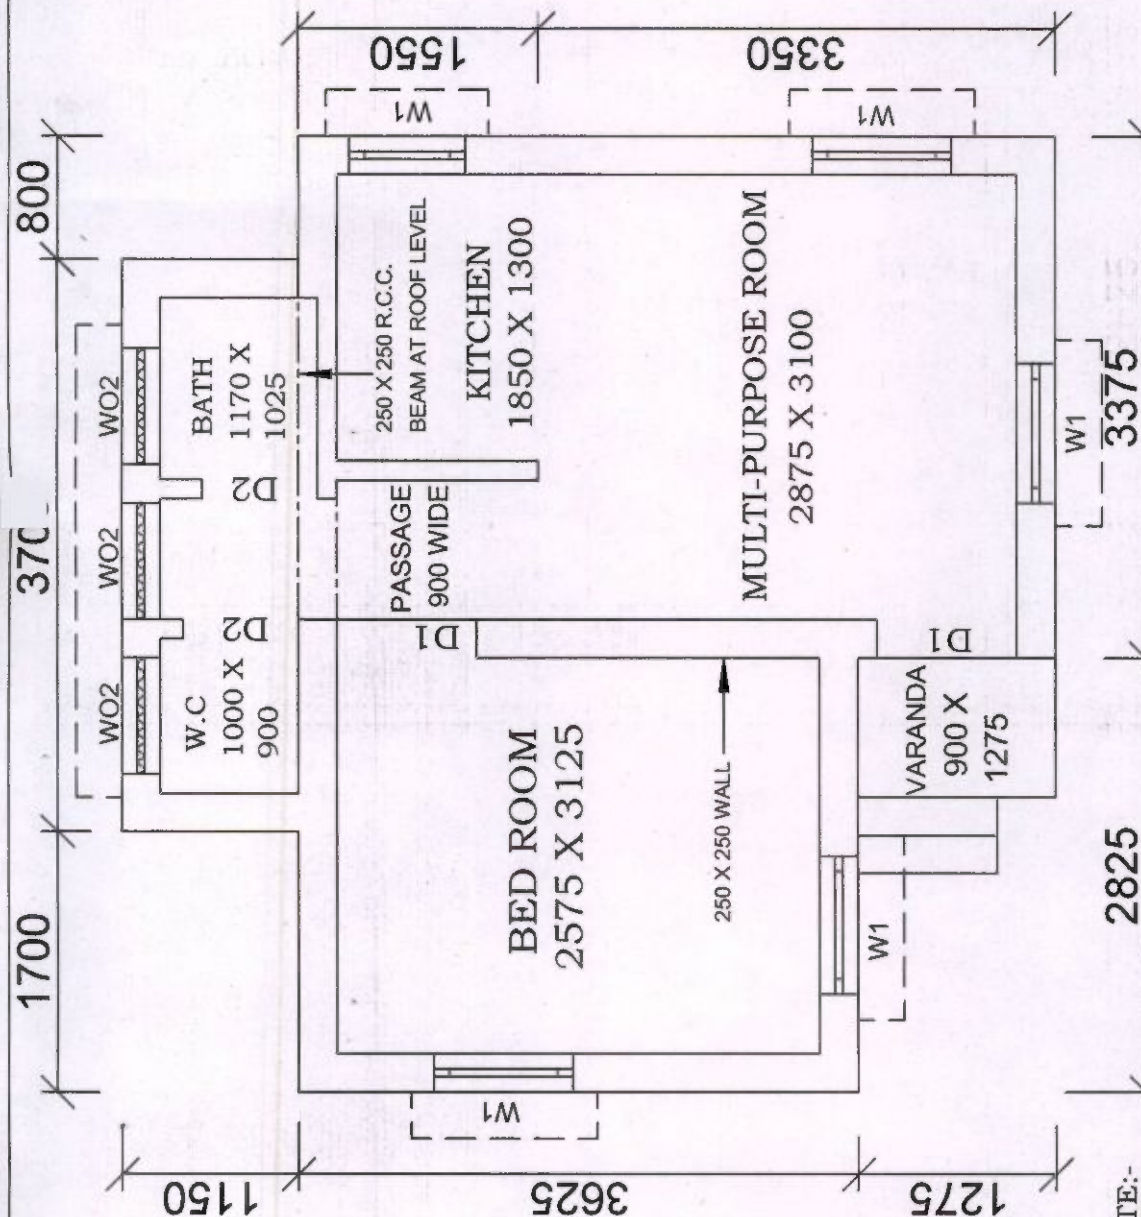 1550
3350
W1
W1
800
370
1700
WO2
WO2
WO2
BATH
1170 X
1025
D2
W.C
1000 X
900
D2
250 X 250 R.C.C.
BEAM AT ROOF LEVEL
KITCHEN
1850 X 1300
PASSAGE
900 WIDE
D1
MULTI-PURPOSE ROOM
2875 X 3100
BED ROOM
2575 X 3125
250 X 250 WALL
D1
VARANDA
900 X
1275
W1
W1
W1
3375
2825
1150
3625
1275
TE:-